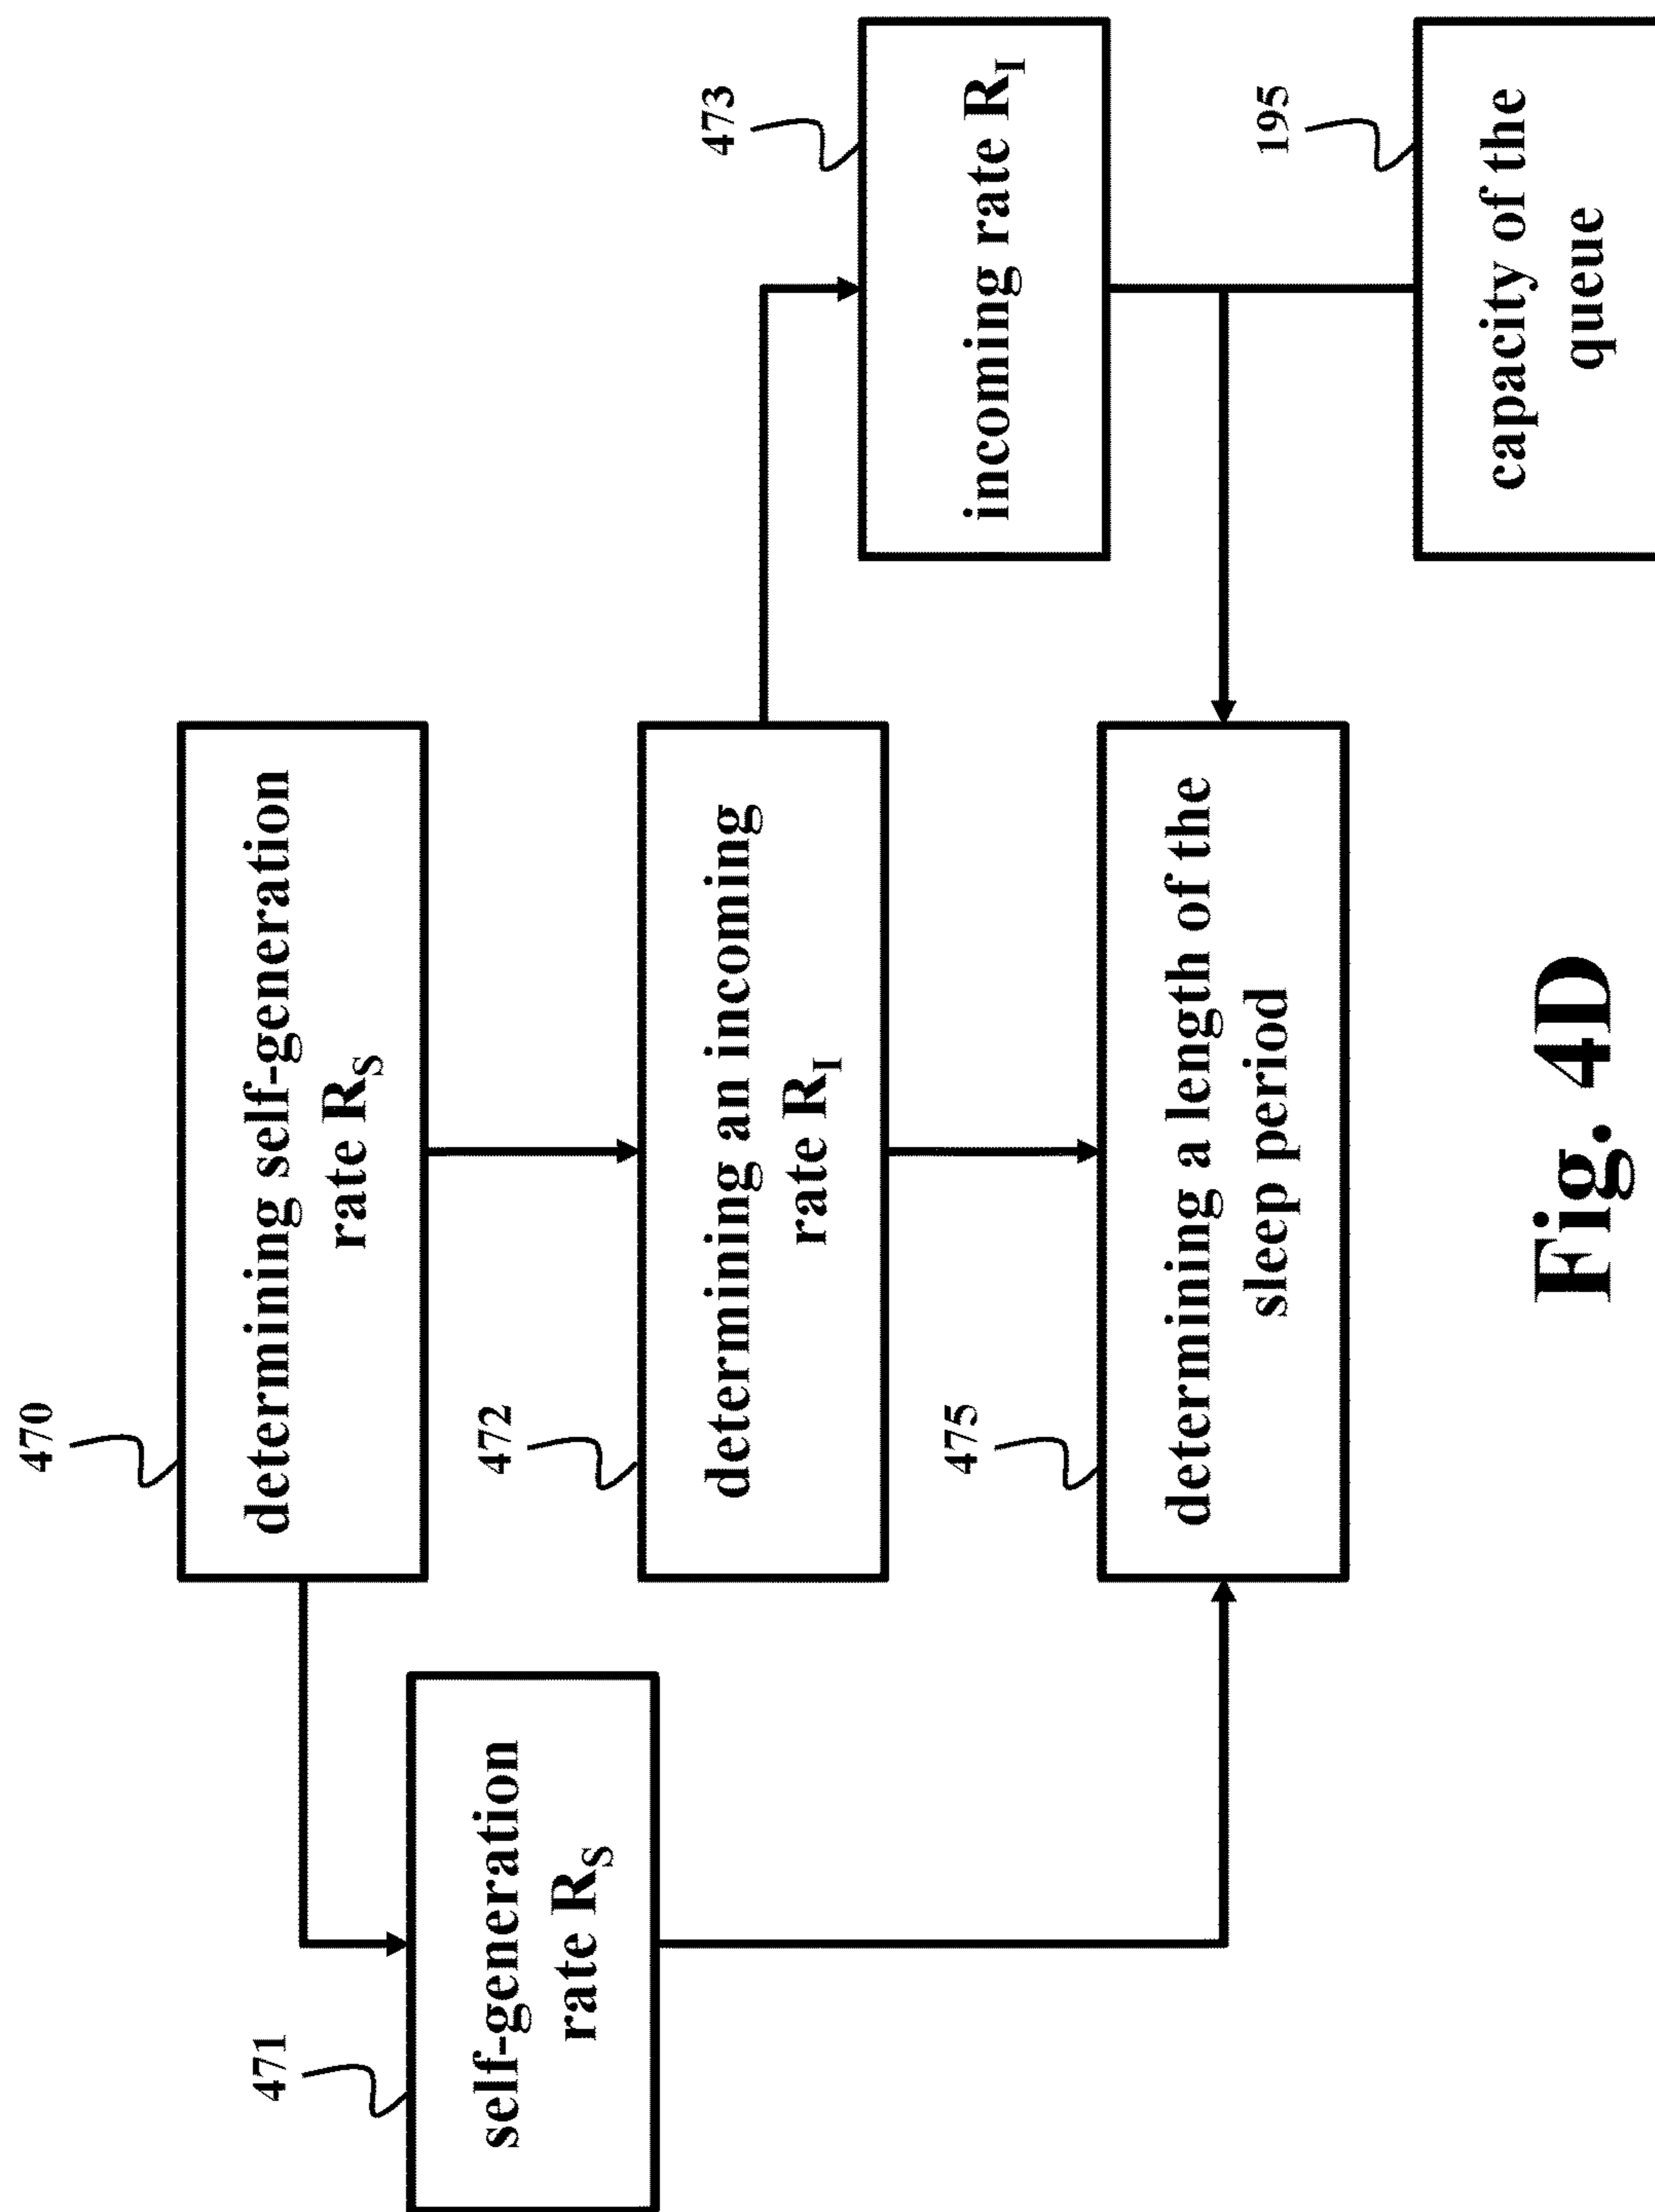 470
determining self-generation
rate R_S
471
self-generation
rate R_S
472
determining an incoming
rate R_I
473
incoming rate R_I
475
determining a length of the
sleep period
195
capacity of the
queue
Fig. 4D